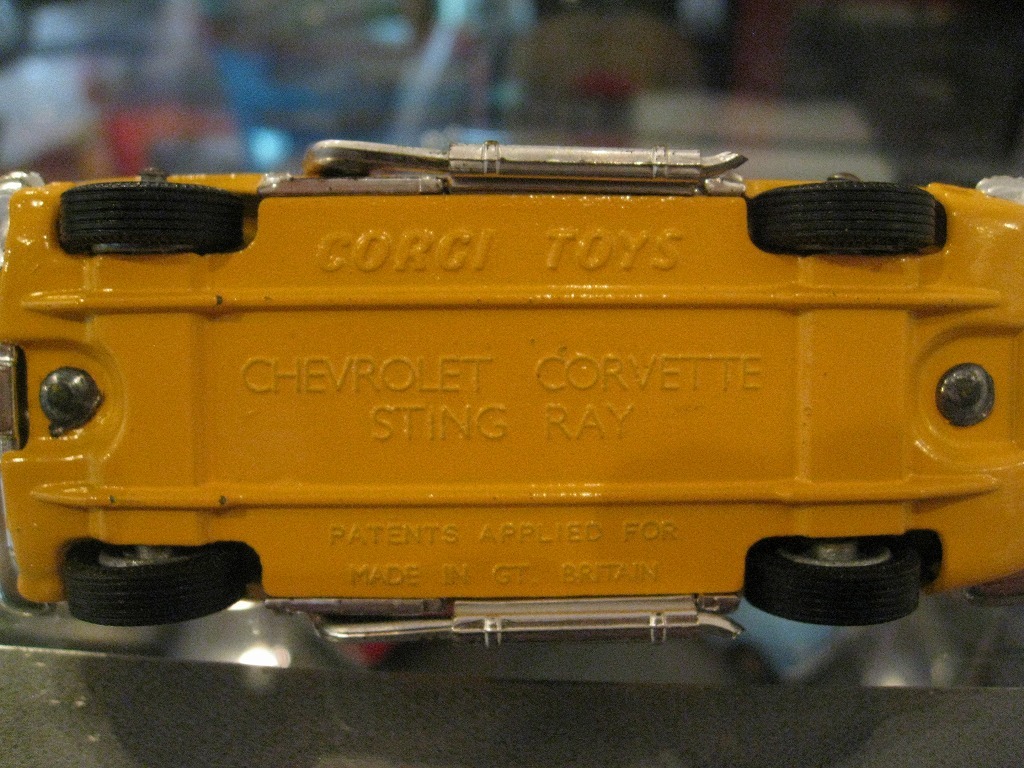 CORGI TOYS
CHEVROLET CORVETTE
STING RAY
PATENTS APPLIED FOR
MADE IN GT. BRITAIN